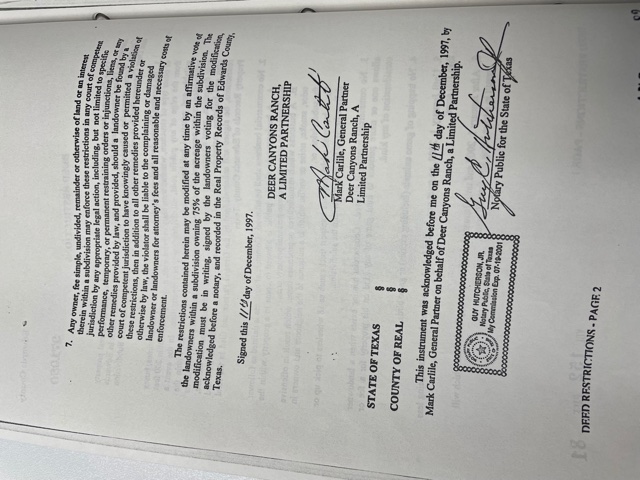 7. Any owner, fee simple, undivided, remainder or otherwise of land or an interest
therein within a subdivision may enforce these restrictions in any court of competent
jurisdiction by any appropriate legal action, including, but not limited to specific
performance, temporary, or permanent restraining orders or injunctions, liens, or any
other remedies provided by law, and provided, should a landowner be found by a
court of competent jurisdiction to have knowingly caused or permitted a violation of
these restrictions, then in addition to all other remedies provided hereunder or
otherwise by law, the violator shall be liable to the complaining or damaged
landowner or landowners for attorney's fees and all reasonable and necessary costs of
enforcement.
The restrictions contained herein may be modified at any time by an affirmative vote of
the landowners within a subdivision owning 75% of the acreage within the subdivision. The
modification must be in writing, signed by the landowners voting for the modification,
acknowledged before a notary, and recorded in the Real Property Records of Edwards County,
Texas.
Signed this 11th day of December, 1997.
DEER CANYONS RANCH,
A LIMITED PARTNERSHIP
Mark Carlile
Mark Carlile, General Partner
Deer Canyons Ranch, A
Limited Partnership
STATE OF TEXAS §
§
COUNTY OF REAL §
This instrument was acknowledged before me on the 11th day of December, 1997, by
Mark Carlile, General Partner on behalf of Deer Canyons Ranch, a Limited Partnership.
Guy C. Hutcherson Jr
Notary Public for the State of Texas
GUY HUTCHERSON, JR.
Notary Public, State of Texas
My Commission Exp. 07-19-2001
DEED RESTRICTIONS - PAGE 2